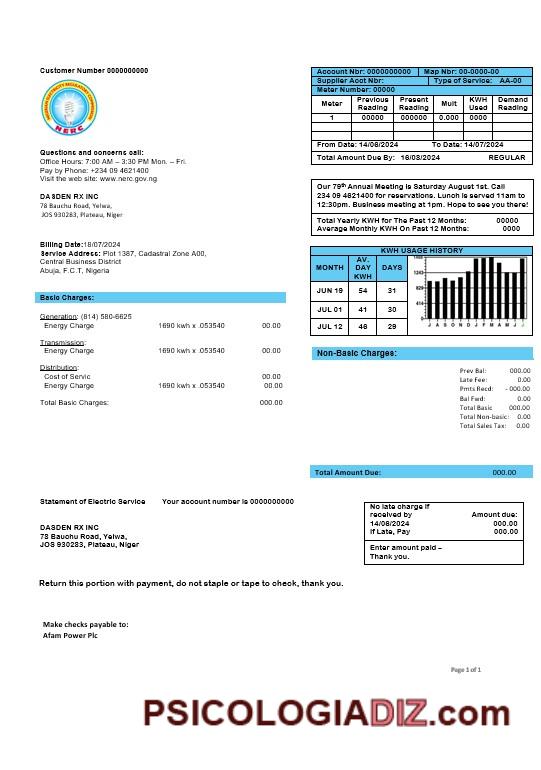 Customer Number 0000000000
NERC
Questions and concerns call:
Office Hours: 7:00 AM – 3:30 PM Mon. – Fri.
Pay by Phone: +234 09 4621400
Visit the web site: www.nerc.gov.ng
DASDEN RX INC
78 Bauchu Road, Yelwa,
JOS 930283, Plateau, Niger
Billing Date:18/07/2024
Service Address: Plot 1387, Cadastral Zone A00,
Central Business District
Abuja, F.C.T, Nigeria
Basic Charges:
Generation: (814) 580-6625
Energy Charge 1690 kwh x .053540 00.00
Transmission:
Energy Charge 1690 kwh x .053540 00.00
Distribution:
Cost of Servic 00.00
Energy Charge 1690 kwh x .053540 00.00
Total Basic Charges: 000.00
Account Nbr: 0000000000 Map Nbr: 00-0000-00
Supplier Acct Nbr: Type of Service: AA-00
Meter Number: 00000
Meter Previous Reading Present Reading Mult KWH Used Demand Reading
1 00000 000000 0.000 0000
From Date: 14/06/2024 To Date: 14/07/2024
Total Amount Due By: 16/03/2024 REGULAR
Our 79th Annual Meeting is Saturday August 1st. Call
234 09 4621400 for reservations. Lunch is served 11am to
12:30pm. Business meeting at 1pm. Hope to see you there!
Total Yearly KWH for The Past 12 Months: 00000
Average Monthly KWH On Past 12 Months: 0000
KWH USAGE HISTORY
MONTH AV. DAY KWH DAYS
JUN 19 54 31
JUL 01 41 30
JUL 12 46 29
J A S O N D J F M A M J J
Non-Basic Charges:
Prev Bal: 000.00
Late Fee: 0.00
Pmts Recd: - 000.00
Bal Fwd: 0.00
Total Basic 000.00
Total Non-basic: 0.00
Total Sales Tax: 0.00
Total Amount Due: 000.00
Statement of Electric Service Your account number is 0000000000
DASDEN RX INC
78 Bauchu Road, Yelwa,
JOS 930283, Plateau, Niger
No late charge if
received by Amount due:
14/08/2024 000.00
If Late, Pay 000.00
Enter amount paid –
Thank you.
Return this portion with payment, do not staple or tape to check, thank you.
Make checks payable to:
Afam Power Plc
Page 1 of 1
PSICOLOGIADIZ.com